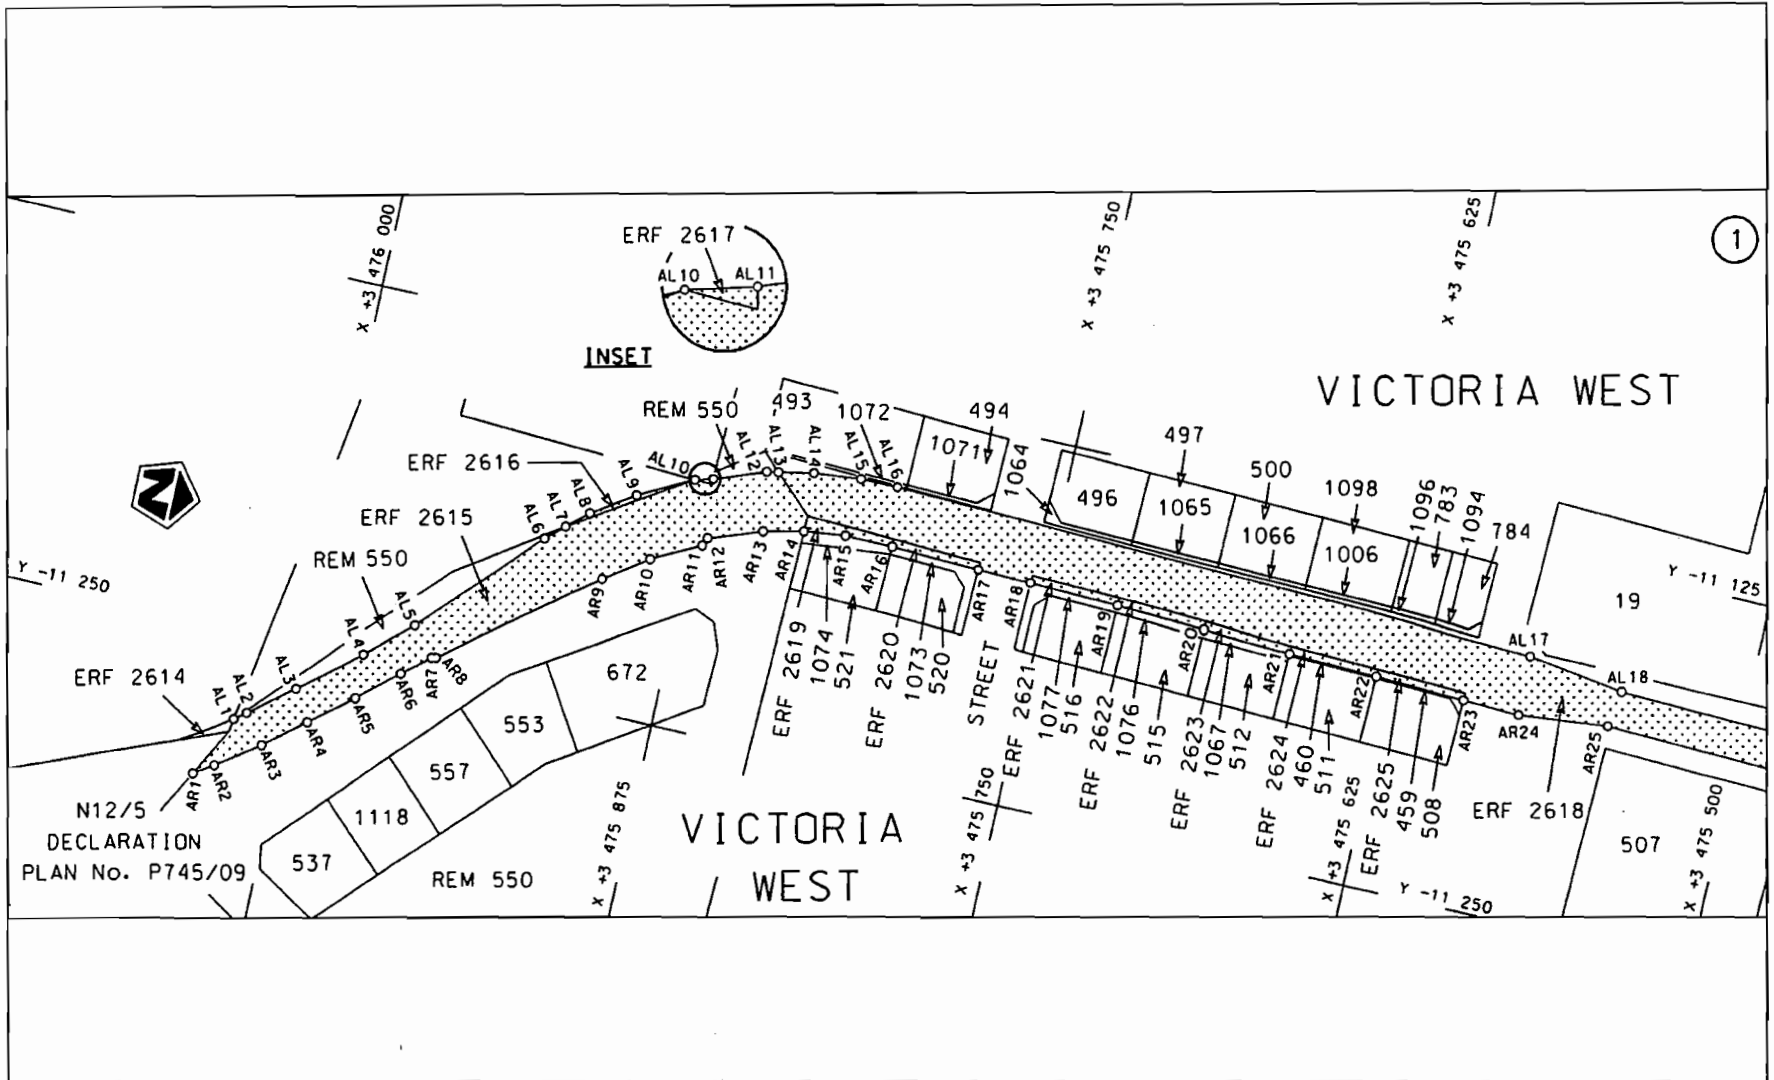 X +3 476 000
X +3 475 750
X +3 475 625
1
ERF 2617
AL10
AL11
INSET
VICTORIA WEST
REM 550
493
1072
494
1071
1064
497
500
1098
1096
783
1094
784
496
1065
1066
1006
19
Y -11 125
ERF 2616
ERF 2615
REM 550
ERF 2614
Y -11 250
AL1
AL2
AL3
AL4
AL5
AL6
AL7
AL8
AL9
AL10
AL12
AL13
AL14
AL15
AL16
AL17
AL18
AR1
AR2
AR3
AR4
AR5
AR6
AR7
AR8
AR9
AR10
AR11
AR12
AR13
AR14
AR15
AR16
AR17
AR18
AR19
AR20
AR21
AR22
AR23
AR24
AR25
N12/5
DECLARATION
PLAN No. P745/09
537
1118
557
553
672
REM 550
X +3 475 875
VICTORIA
WEST
ERF 2619
1074
521
ERF 2620
1073
520
STREET
X +3 475 750
ERF 2621
1077
516
ERF 2622
1076
515
ERF 2623
1067
512
ERF 2624
460
511
X +3 475 625
ERF 2625
459
508
ERF 2618
Y -11 250
507
X +3 475 500